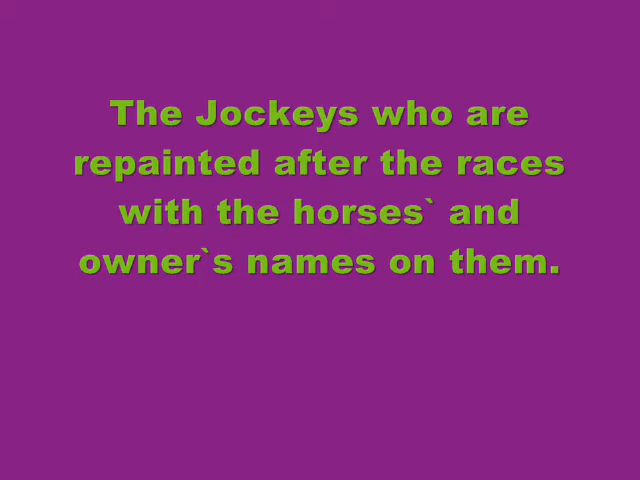 The Jockeys who are
repainted after the races
with the horses` and
owner`s names on them.